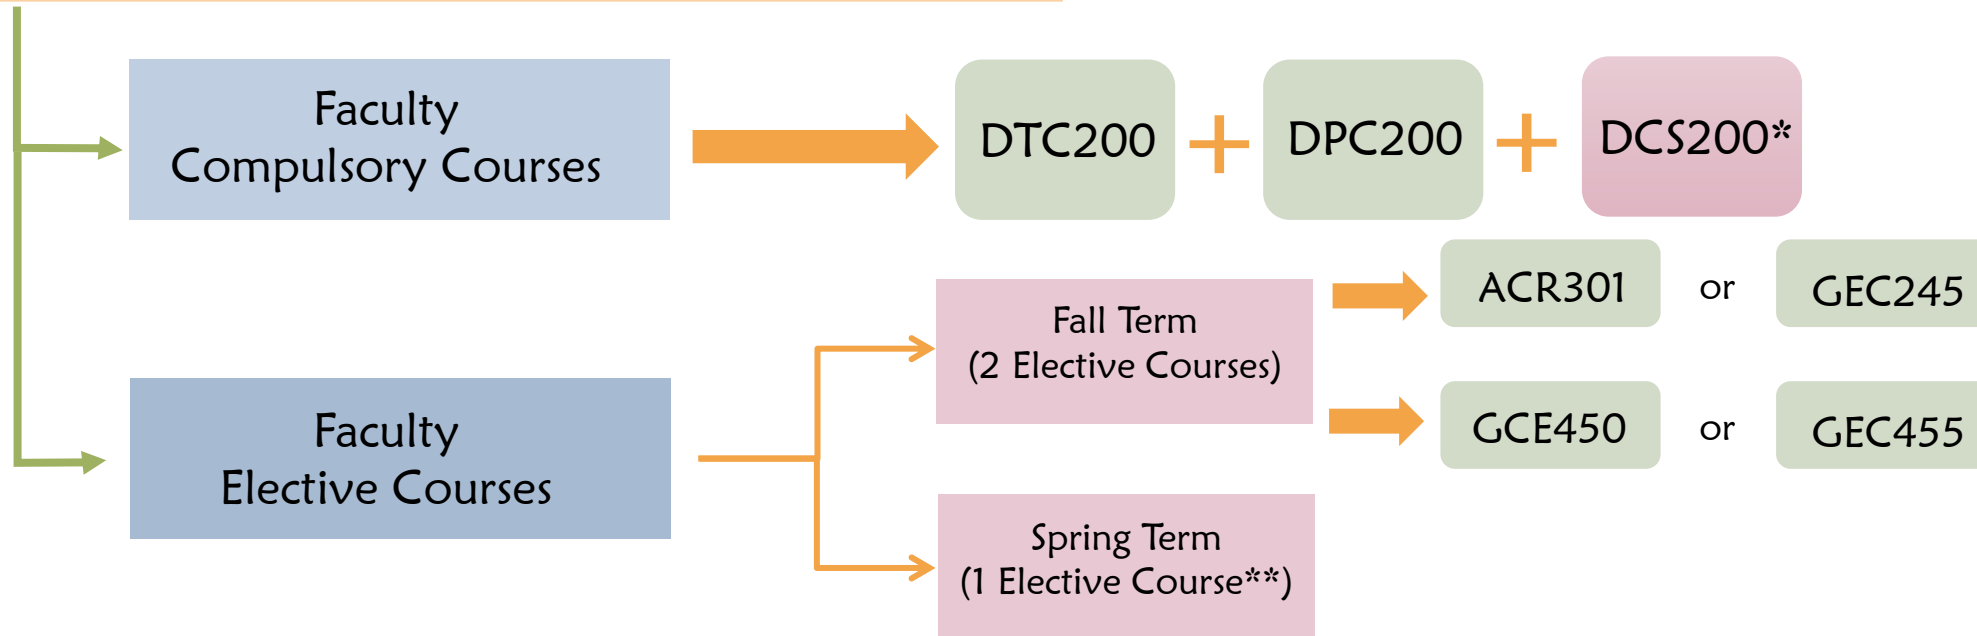 Faculty
Compulsory Courses
DTC200 + DPC200 + DCS200*
Faculty
Elective Courses
Fall Term
(2 Elective Courses)
ACR301 or GEC245
GCE450 or GEC455
Spring Term
(1 Elective Course**)